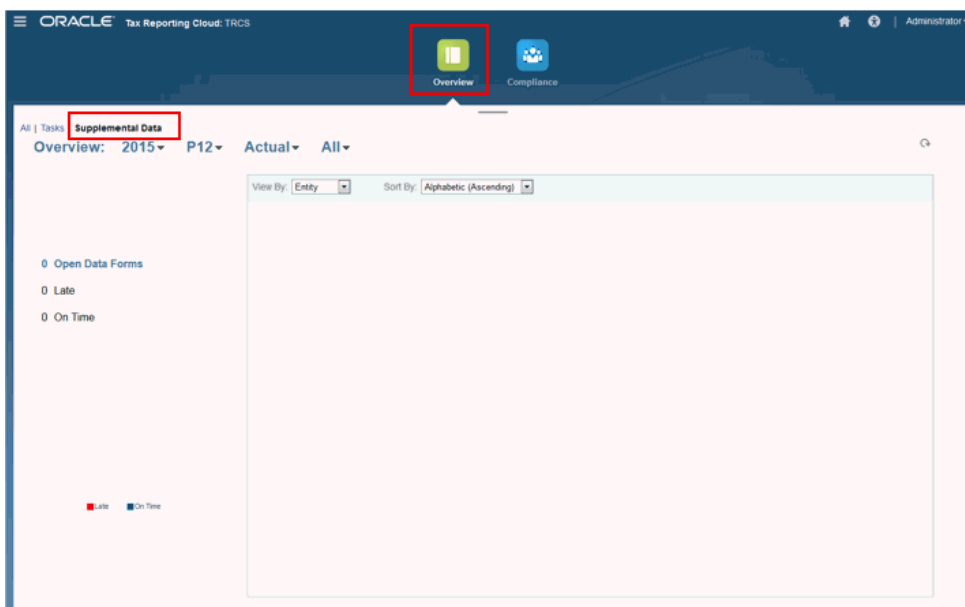 ORACLE Tax Reporting Cloud: TRCS
Administrator
Overview Compliance
All | Tasks Supplemental Data
Overview: 2015 P12 Actual All
View By: Entity Sort By: Alphabetic (Ascending)
0 Open Data Forms
0 Late
0 On Time
Late On Time